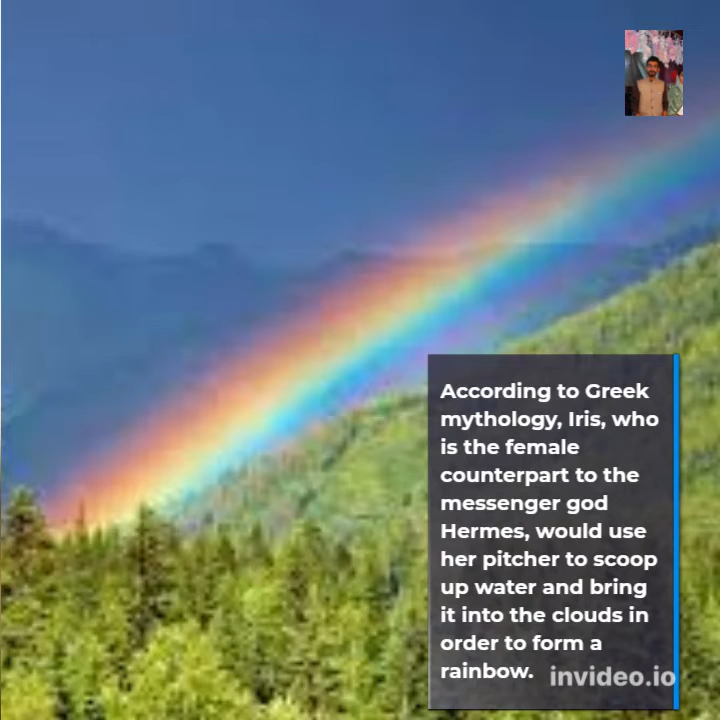 According to Greek
mythology, Iris, who
is the female
counterpart to the
messenger god
Hermes, would use
her pitcher to scoop
up water and bring
it into the clouds in
order to form a
rainbow.
invideo.io